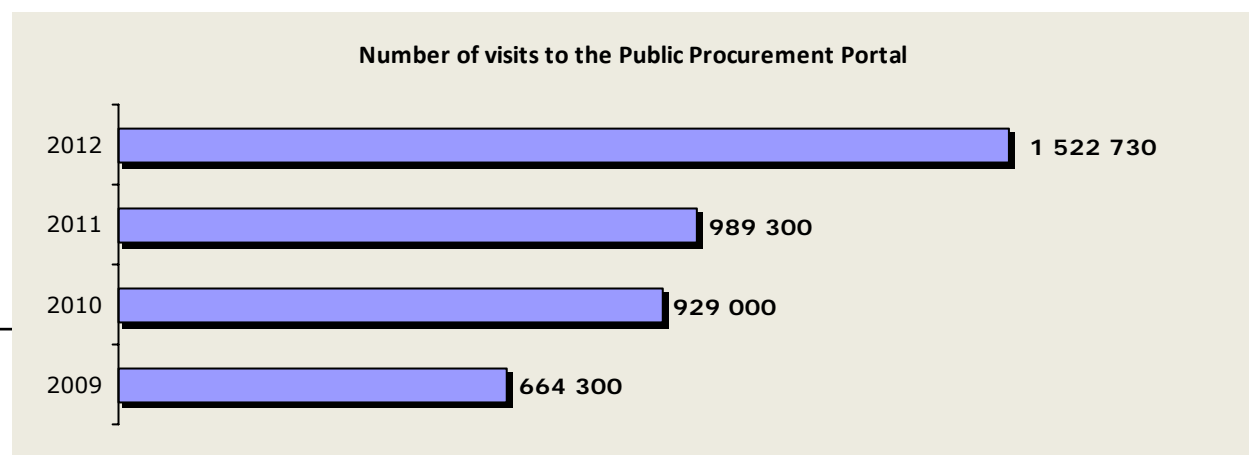 Number of visits to the Public Procurement Portal
2012 1 522 730
2011 989 300
2010 929 000
2009 664 300